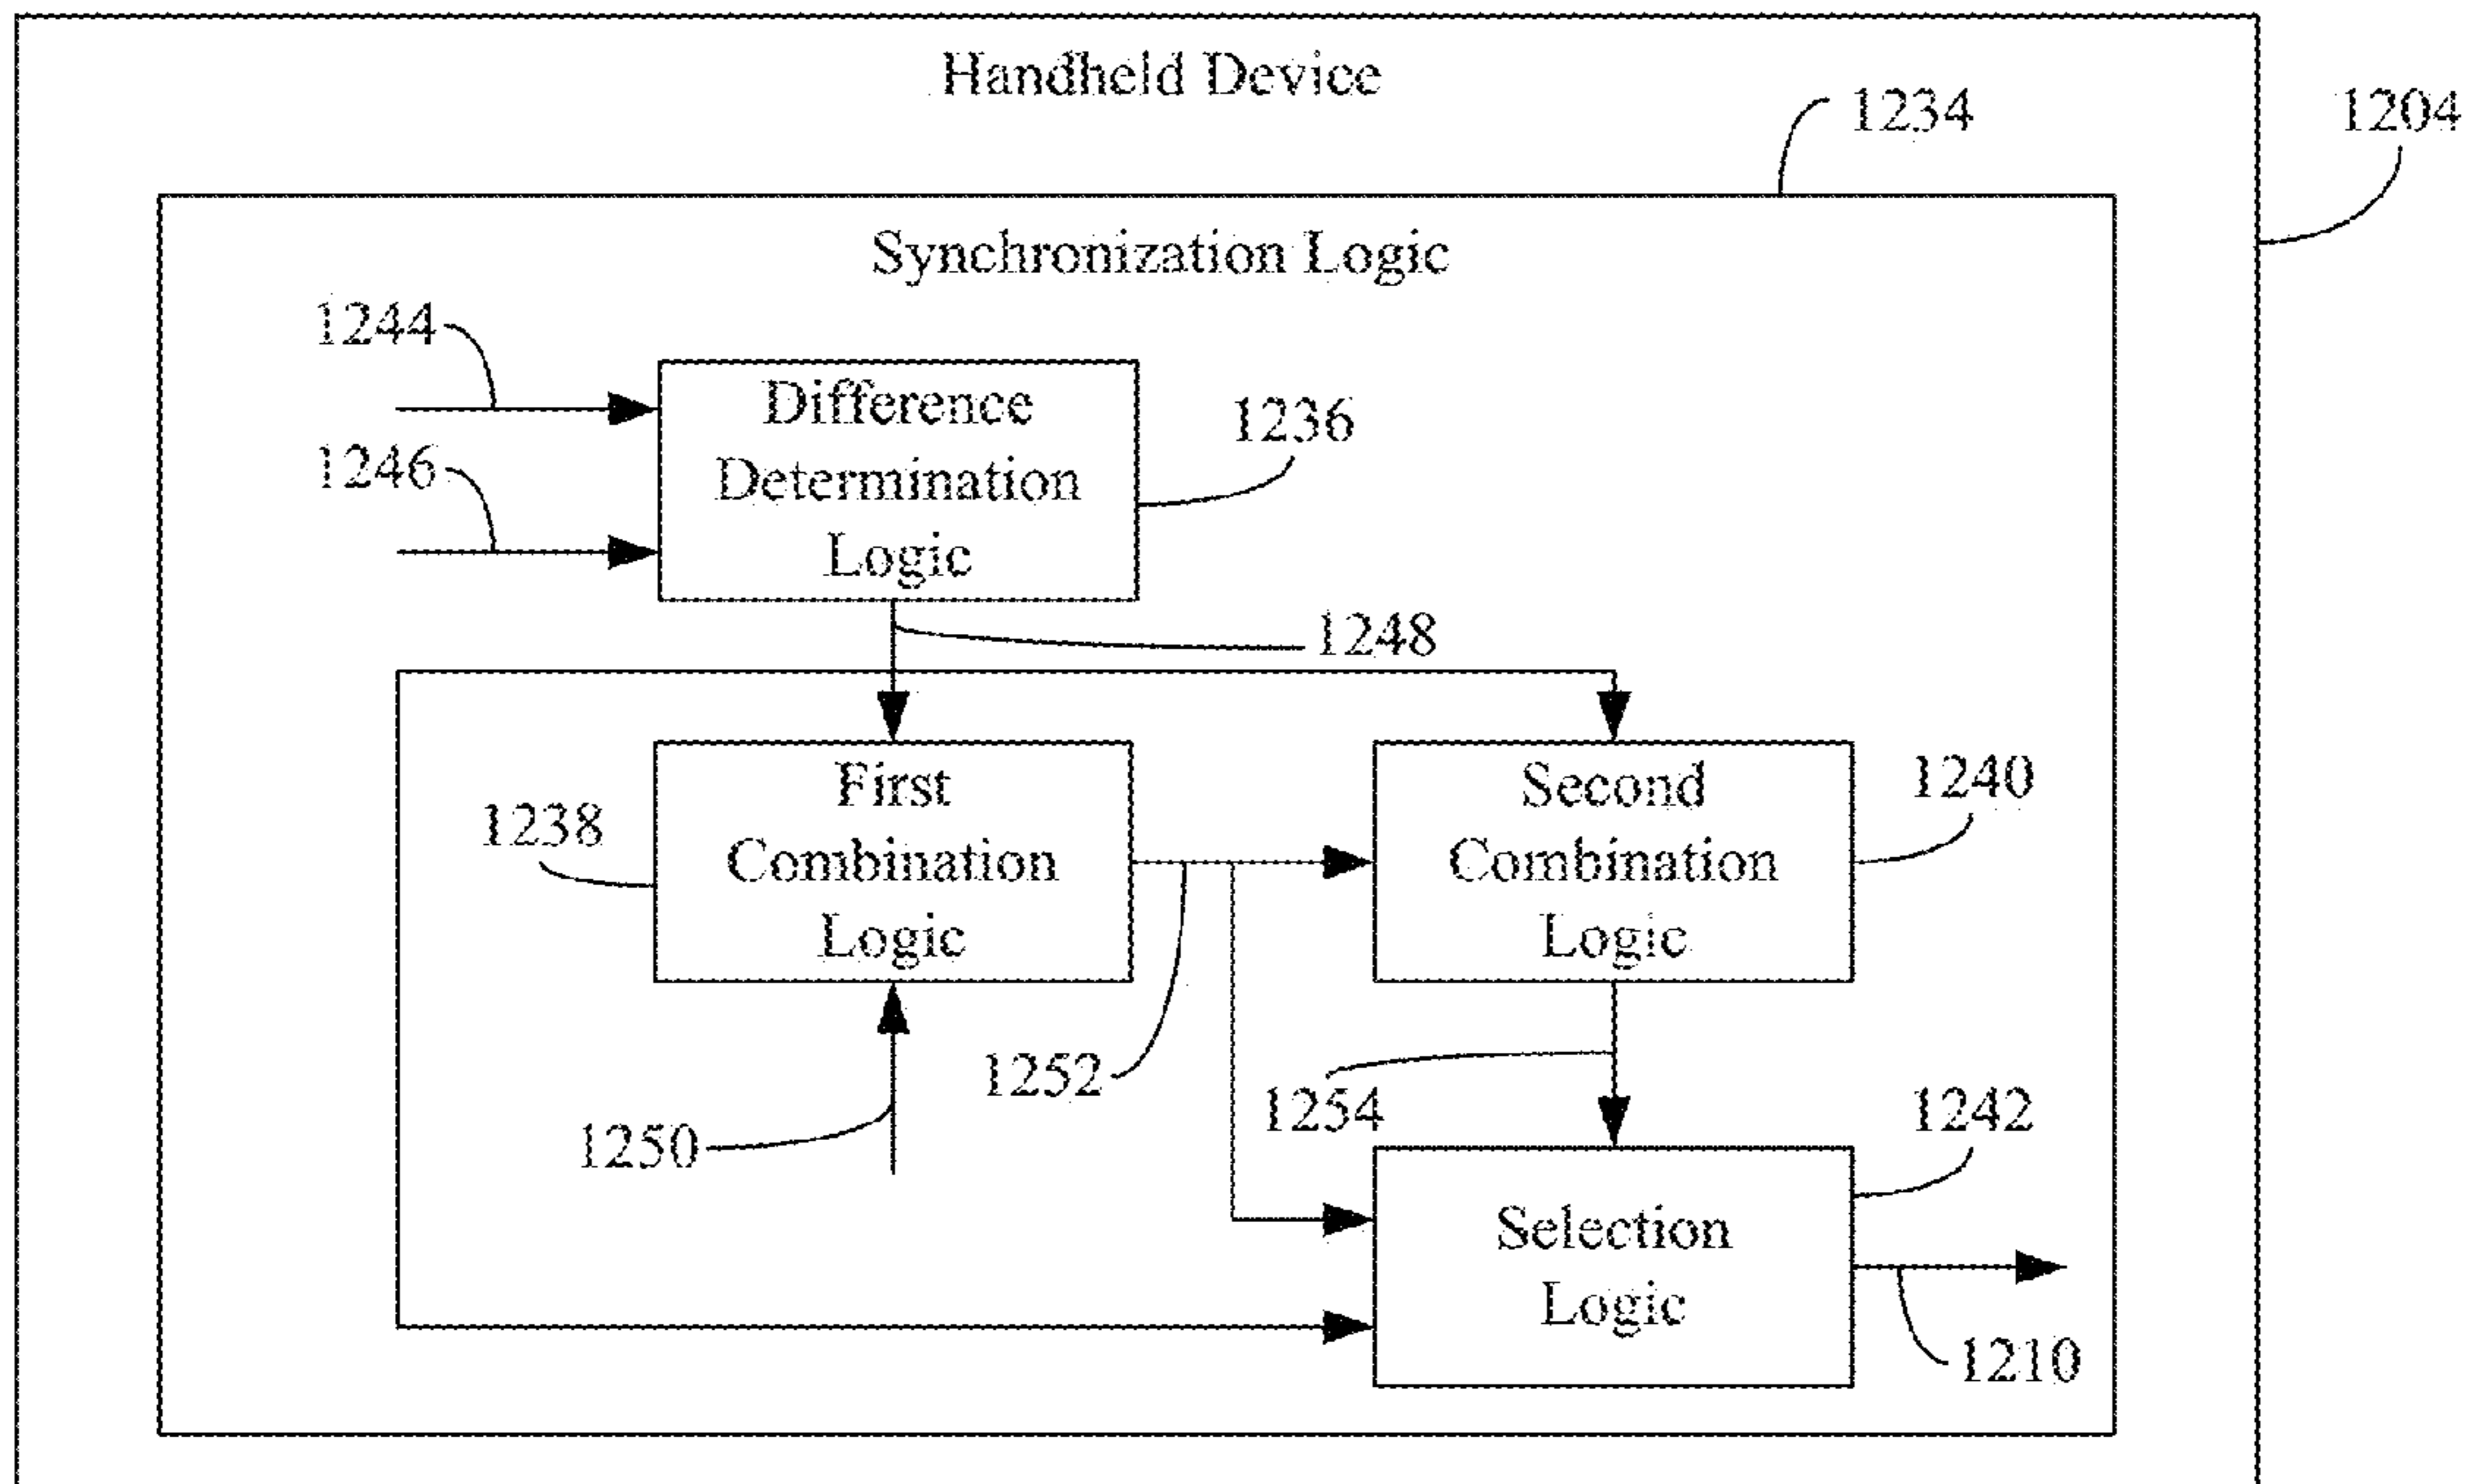 Handheld Device
1234
1204
Synchronization Logic
1244
Difference
Determination
Logic
1236
1246
1248
First
Combination
Logic
1238
Second
Combination
Logic
1240
1252
1250
1254
1242
Selection
Logic
1210